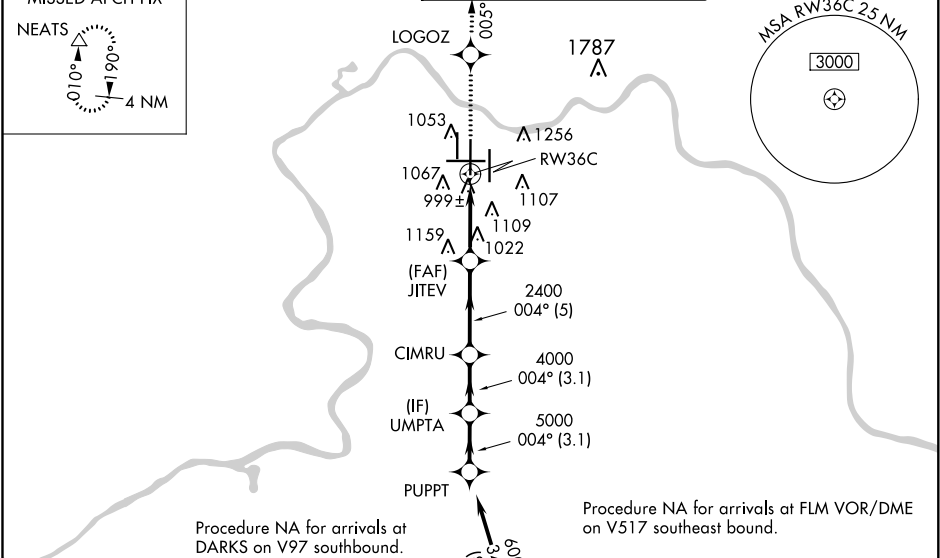 MISSED APCH FIX
NEATS
010°
190°
4 NM
LOGOZ
005°
1787
MSA RW36C 25 NM
3000
1053
1256
RW36C
1067
999±
1107
1109
1159
1022
(FAF)
JITEV
2400
004° (5)
CIMRU
4000
004° (3.1)
(IF)
UMPTA
5000
004° (3.1)
PUPPT
Procedure NA for arrivals at
DARKS on V97 southbound.
Procedure NA for arrivals at FLM VOR/DME
on V517 southeast bound.